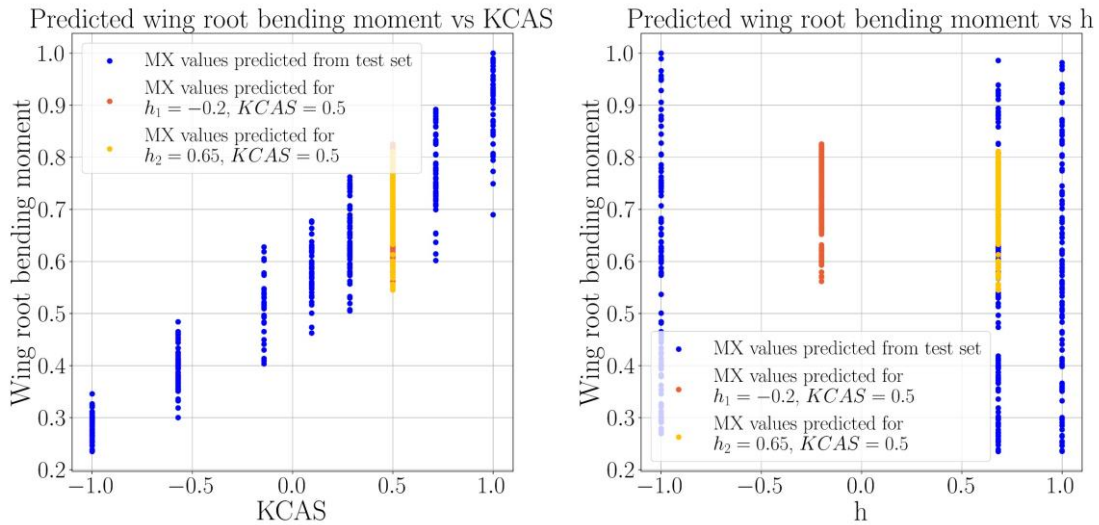 Predicted wing root bending moment vs KCAS
Wing root bending moment
1.0
0.9
0.8
0.7
0.6
0.5
0.4
0.3
0.2
MX values predicted from test set
MX values predicted for
h₁ = −0.2, KCAS = 0.5
MX values predicted for
h₂ = 0.65, KCAS = 0.5
−1.0 −0.5 0.0 0.5 1.0
KCAS
Predicted wing root bending moment vs h
Wing root bending moment
1.0
0.9
0.8
0.7
0.6
0.5
0.4
0.3
0.2
MX values predicted from test set
MX values predicted for
h₁ = −0.2, KCAS = 0.5
MX values predicted for
h₂ = 0.65, KCAS = 0.5
−1.0 −0.5 0.0 0.5 1.0
h